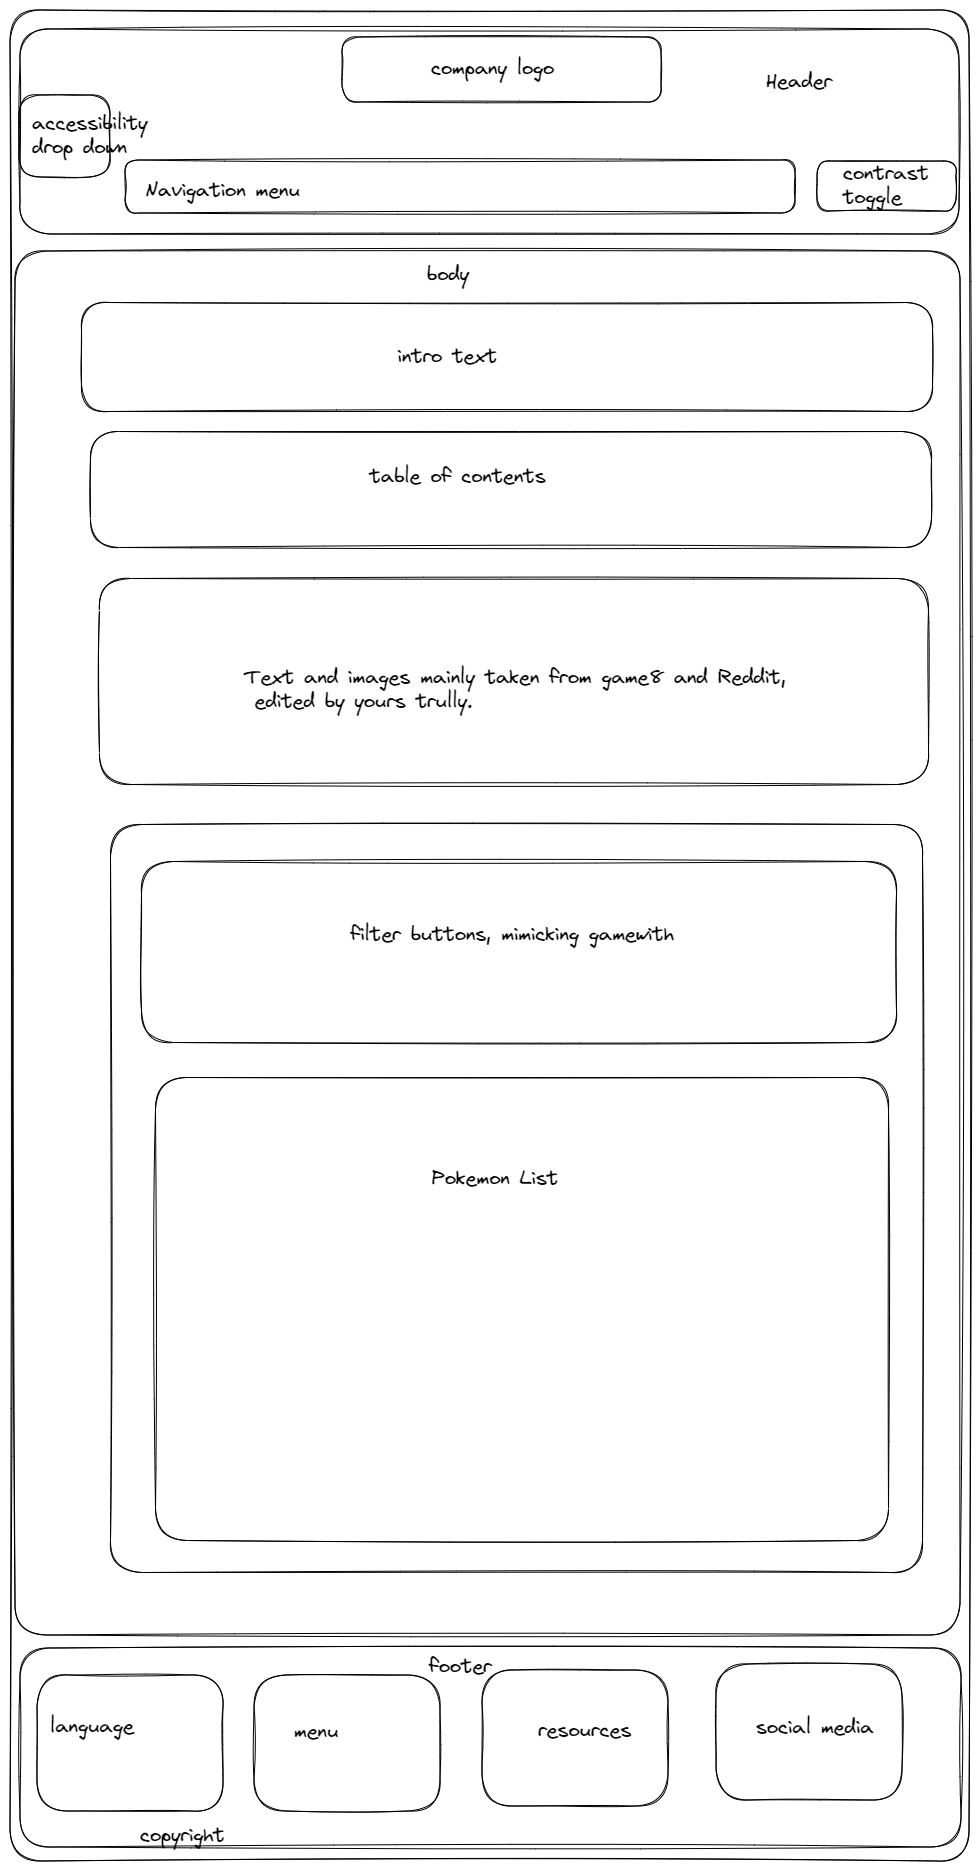 company logo
Header
accessibility
drop down
Navigation menu
contrast
toggle
body
intro text
table of contents
Text and images mainly taken from game8 and Reddit,
edited by yours trully.
filter buttons, mimicking gamewith
Pokemon List
footer
language
menu
resources
social media
copyright